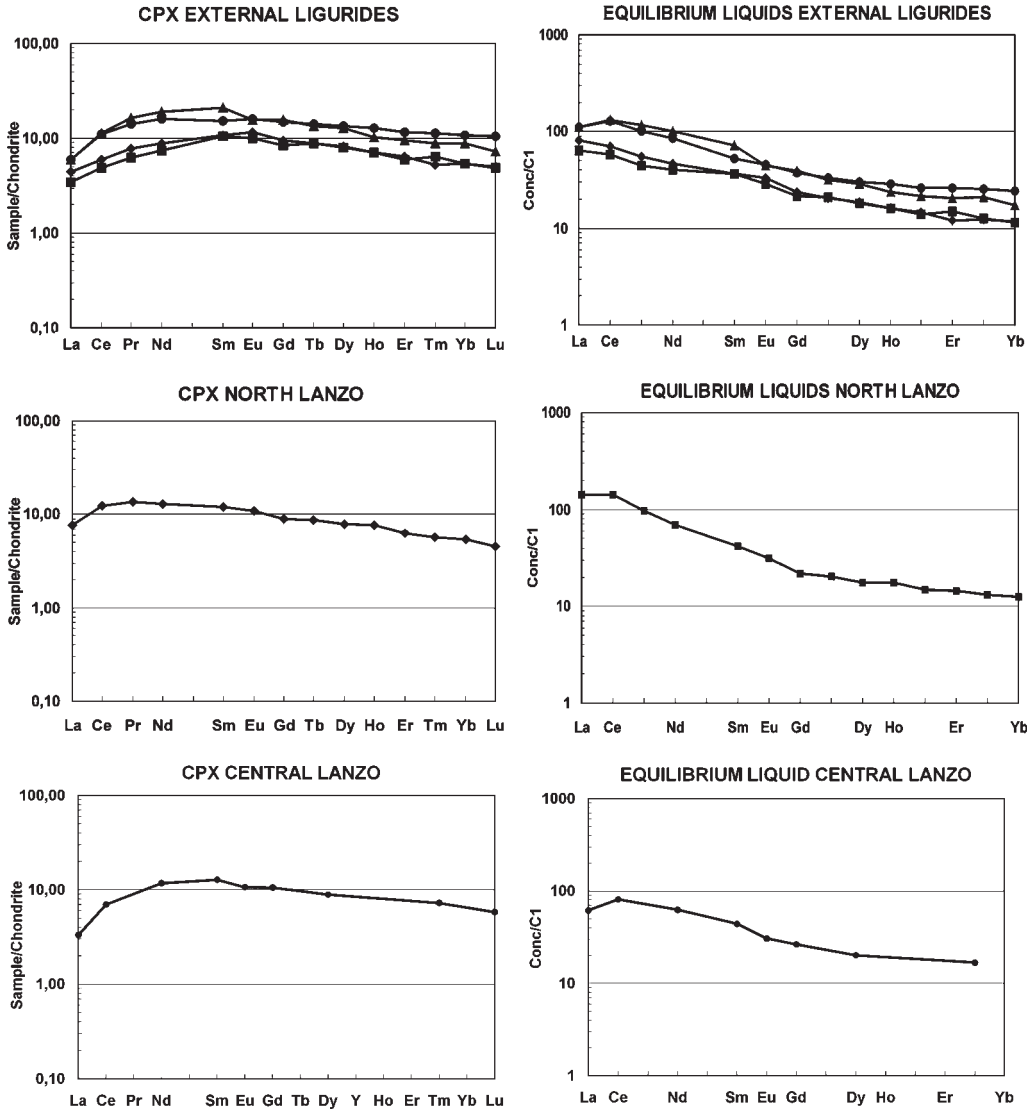 CPX EXTERNAL LIGURIDES
100,00
10,00
1,00
0,10
Sample/Chondrite
La Ce Pr Nd Sm Eu Gd Tb Dy Ho Er Tm Yb Lu
EQUILIBRIUM LIQUIDS EXTERNAL LIGURIDES
1000
100
10
1
Conc/C1
La Ce Nd Sm Eu Gd Dy Ho Er Yb
CPX NORTH LANZO
100,00
10,00
1,00
0,10
Sample/Chondrite
La Ce Pr Nd Sm Eu Gd Tb Dy Ho Er Tm Yb Lu
EQUILIBRIUM LIQUIDS NORTH LANZO
1000
100
10
1
Conc/C1
La Ce Nd Sm Eu Gd Dy Ho Er Yb
CPX CENTRAL LANZO
100,00
10,00
1,00
0,10
Sample/Chondrite
La Ce Pr Nd Sm Eu Gd Tb Dy Y Ho Er Tm Yb Lu
EQUILIBRIUM LIQUID CENTRAL LANZO
1000
100
10
1
Conc/C1
La Ce Nd Sm Eu Gd Dy Ho Er Yb